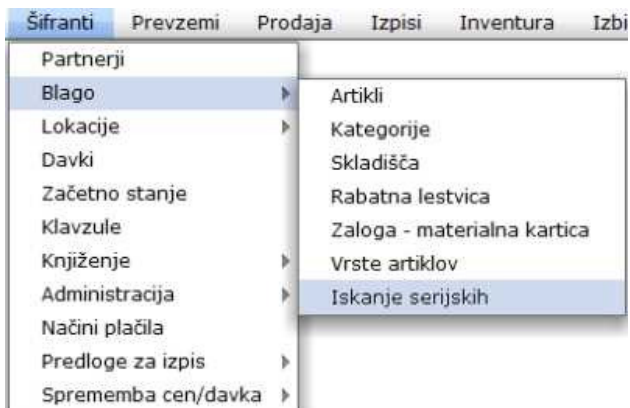 Šifranti Prevzemi Prodaja Izpisi Inventura Izbi
Partnerji
Blago
Lokacije
Davki
Začetno stanje
Klavzule
Knjiženje
Administracija
Načini plačila
Predloge za izpis
Sprememba cen/davka
Artikli
Kategorije
Skladišča
Rabatna lestvica
Zaloga - materialna kartica
Vrste artiklov
Iskanje serijskih